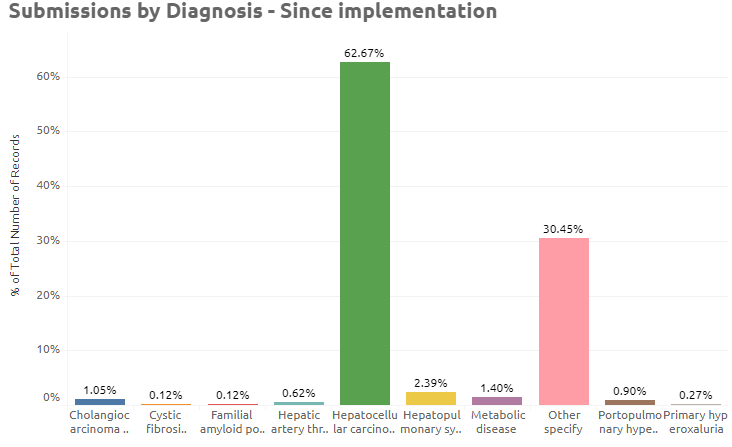 Submissions by Diagnosis - Since implementation
% of Total Number of Records
60%
50%
40%
30%
20%
10%
0%
1.05%
0.12%
0.12%
0.62%
62.67%
2.39%
1.40%
30.45%
0.90%
0.27%
Cholangioc
arcinoma ..
Cystic
fibrosi..
Familial
amyloid po..
Hepatic
artery thr..
Hepatocellu
lar carcino..
Hepatopul
monary sy..
Metabolic
disease
Other
specify
Portopulmo
nary hype..
Primary hyp
eroxaluria